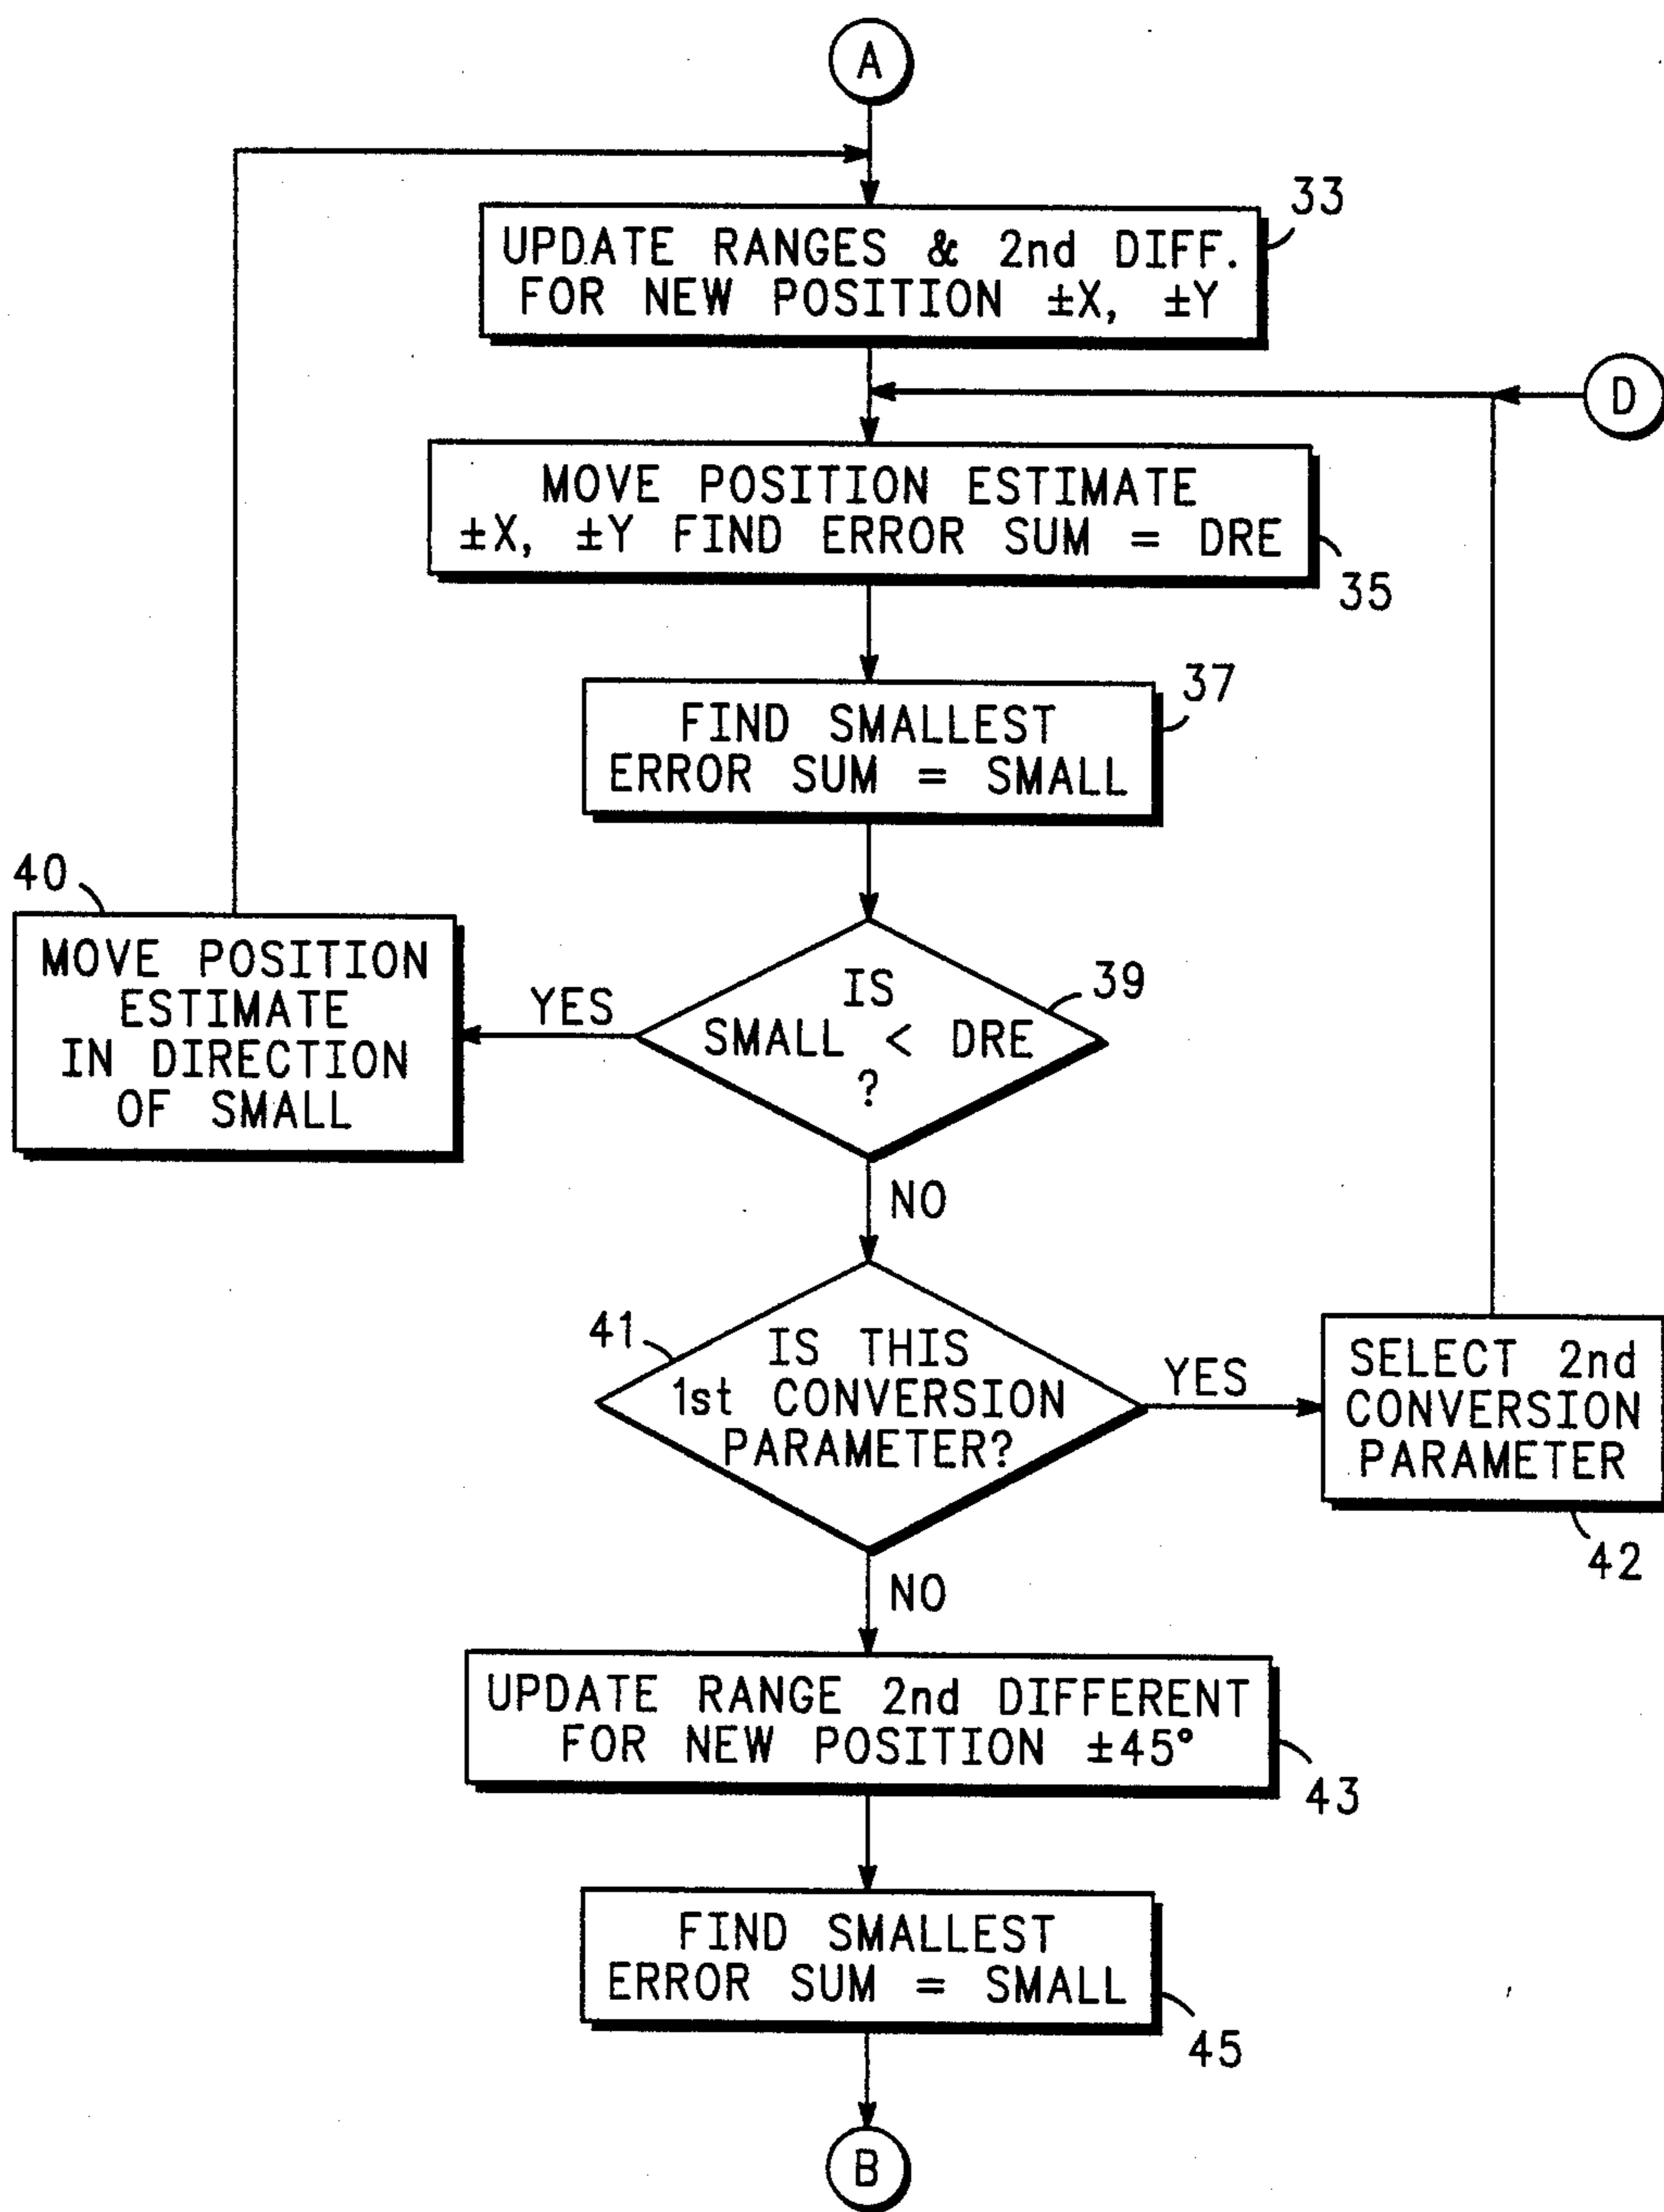 A
33
UPDATE RANGES & 2nd DIFF.
FOR NEW POSITION ±X, ±Y
D
MOVE POSITION ESTIMATE
±X, ±Y FIND ERROR SUM = DRE
35
37
FIND SMALLEST
ERROR SUM = SMALL
40
MOVE POSITION
ESTIMATE
IN DIRECTION
OF SMALL
YES
IS
SMALL < DRE
?
39
NO
41
IS THIS
1st CONVERSION
PARAMETER?
YES
SELECT 2nd
CONVERSION
PARAMETER
42
NO
UPDATE RANGE 2nd DIFFERENT
FOR NEW POSITION ±45°
43
FIND SMALLEST
ERROR SUM = SMALL
45
B